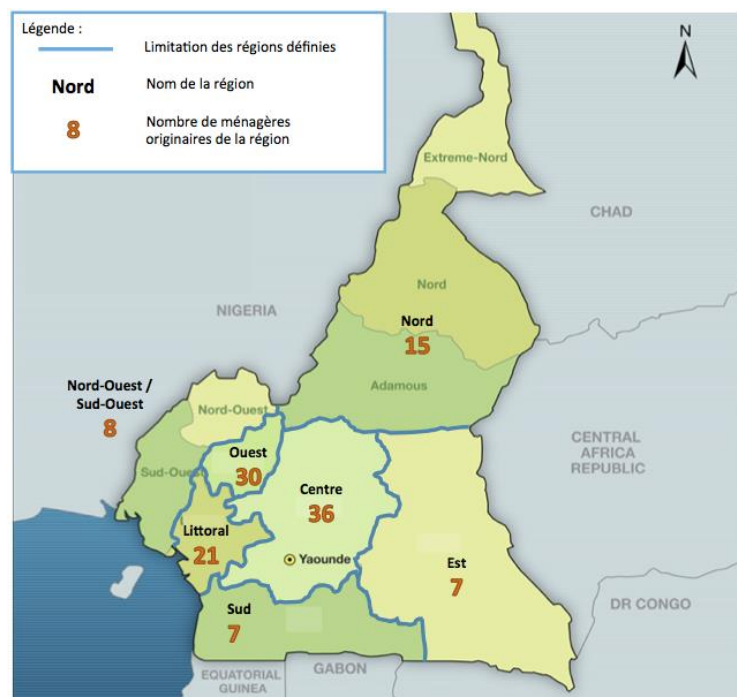 Légende :
Limitation des régions définies
Nord
Nom de la région
8
Nombre de ménagères
originaires de la région
N
Extreme-Nord
CHAD
Nord
NIGERIA
Nord
15
Adamous
Nord-Ouest /
Sud-Ouest
8
Nord-Ouest
Sud-Ouest
Ouest
30
CENTRAL
AFRICA
REPUBLIC
Centre
36
Littoral
21
Yaounde
Est
7
Sud
7
DR CONGO
EQUATORIAL
GUINEA
GABON